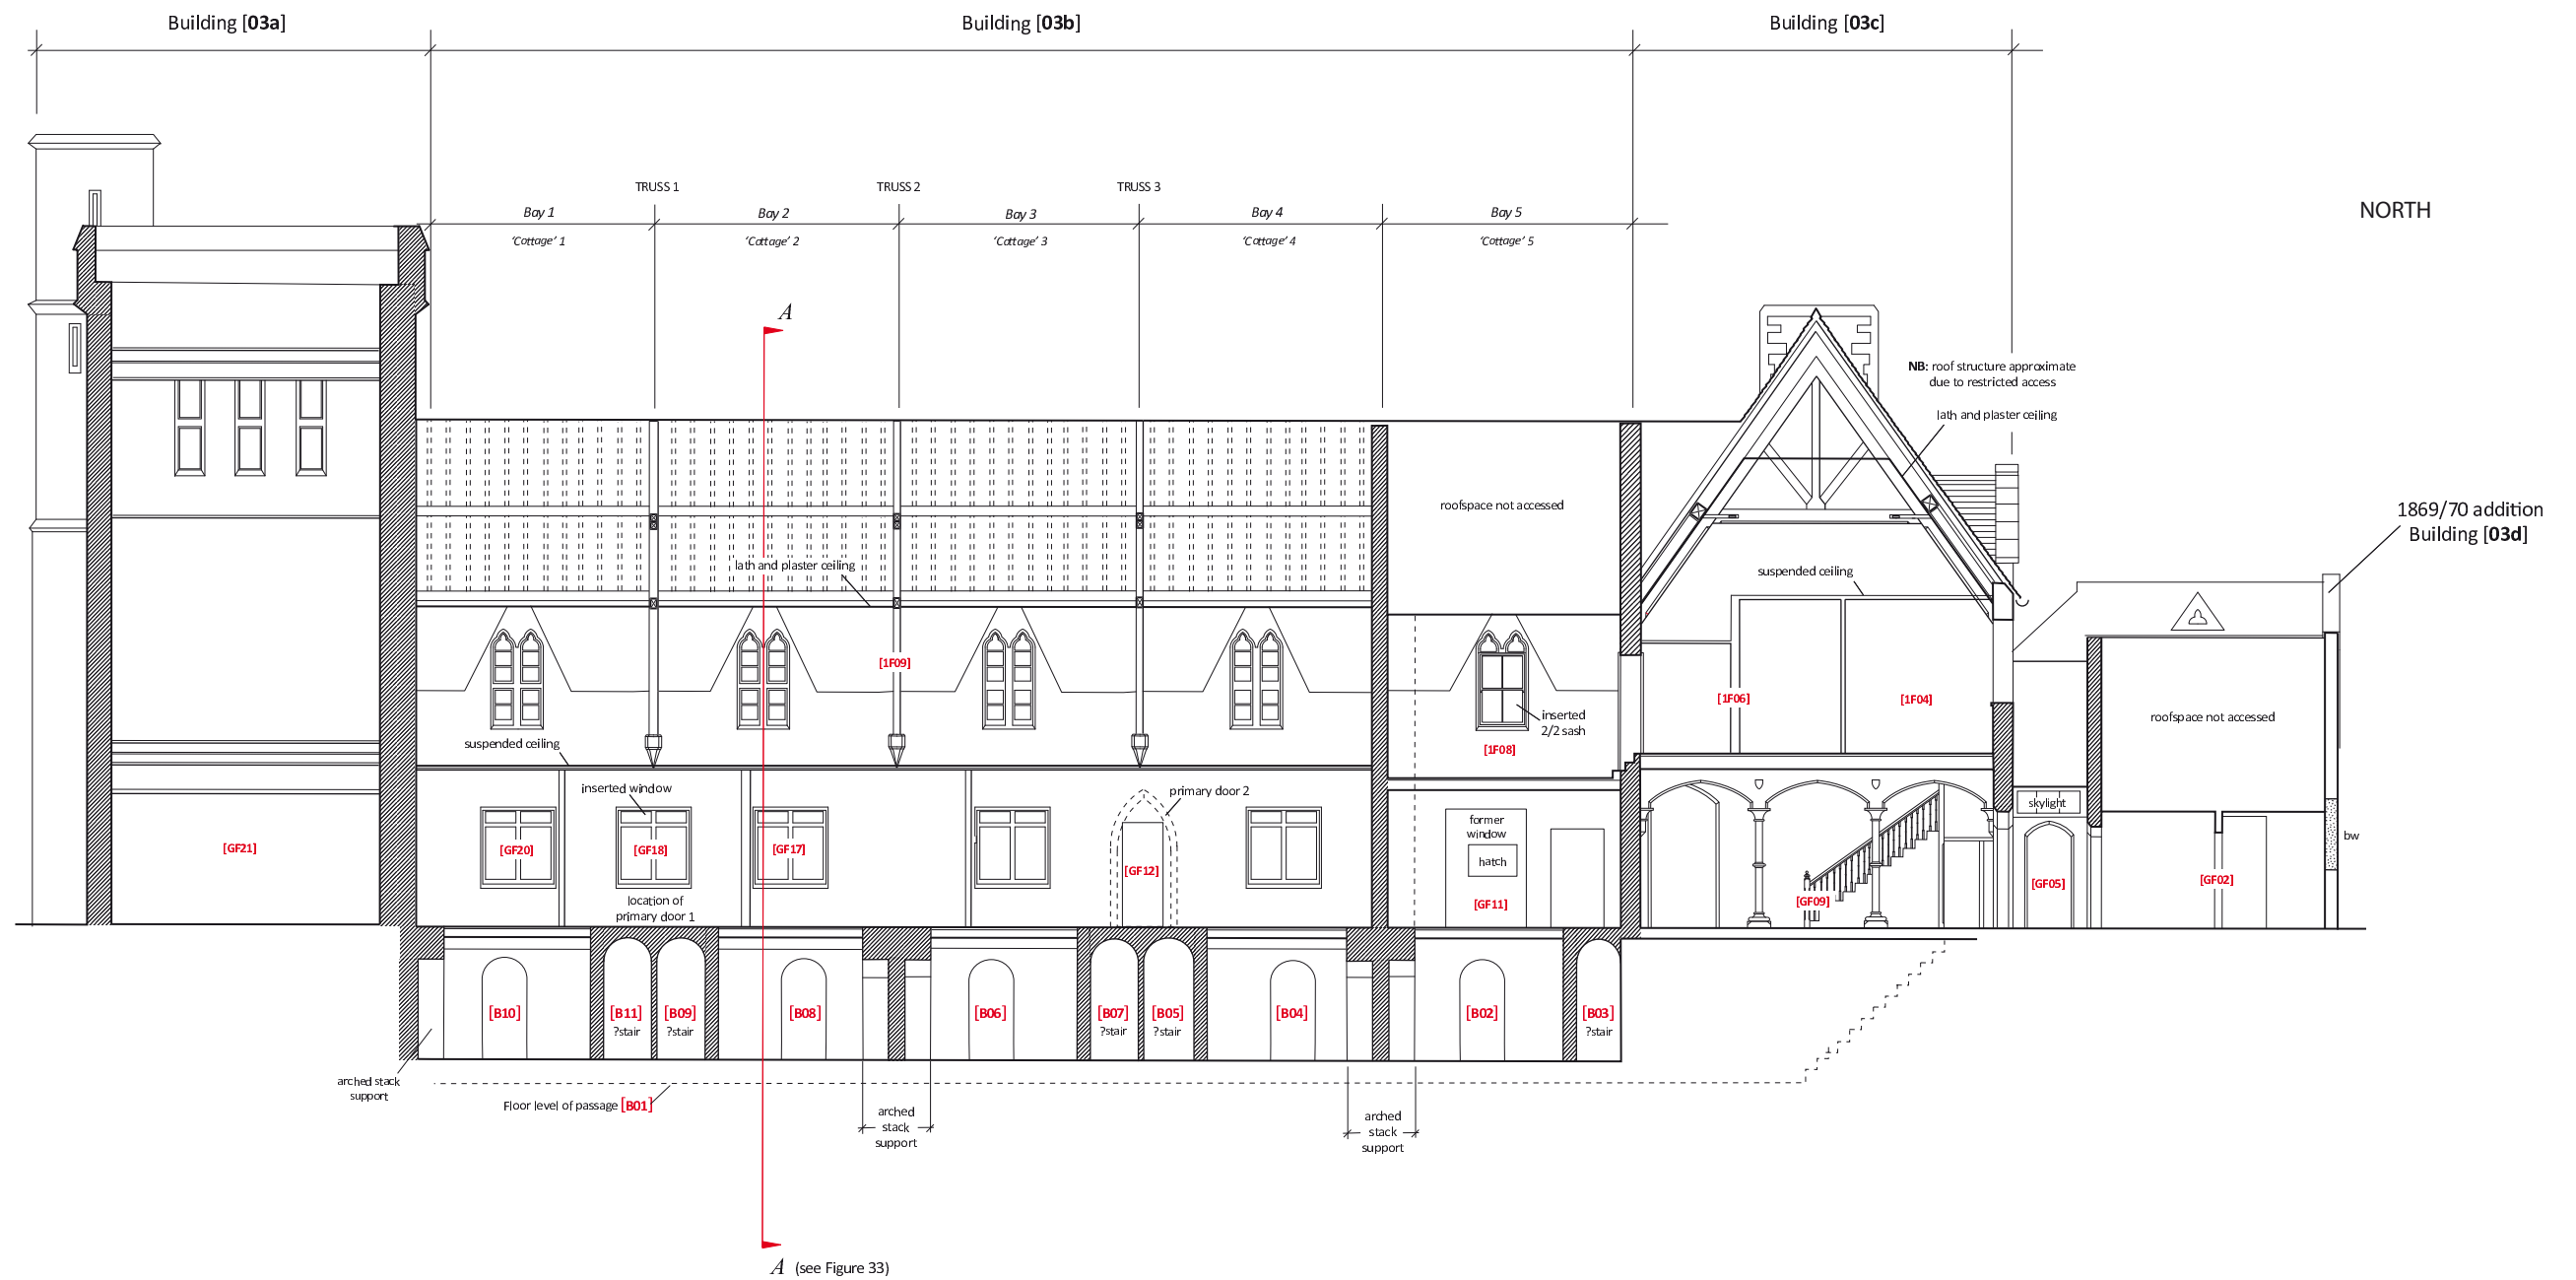 Building [03a]
Building [03b]
Building [03c]
NORTH
TRUSS 1
TRUSS 2
TRUSS 3
Bay 1
Bay 2
Bay 3
Bay 4
Bay 5
‘Cottage’ 1
‘Cottage’ 2
‘Cottage’ 3
‘Cottage’ 4
‘Cottage’ 5
A
NB: roof structure approximate
due to restricted access
lath and plaster ceiling
roofspace not accessed
1869/70 addition
Building [03d]
lath and plaster ceiling
suspended ceiling
[1F09]
[1F06]
[1F04]
inserted
2/2 sash
[1F08]
roofspace not accessed
suspended ceiling
inserted window
primary door 2
skylight
former
window
hatch
bw
[GF21]
[GF20]
[GF18]
[GF17]
[GF12]
[GF11]
[GF09]
[GF05]
[GF02]
location of
primary door 1
[B10]
[B11]
?stair
[B09]
?stair
[B08]
[B06]
[B07]
?stair
[B05]
?stair
[B04]
[B02]
[B03]
?stair
arched stack
support
Floor level of passage [B01]
arched
stack
support
arched
stack
support
A (see Figure 33)